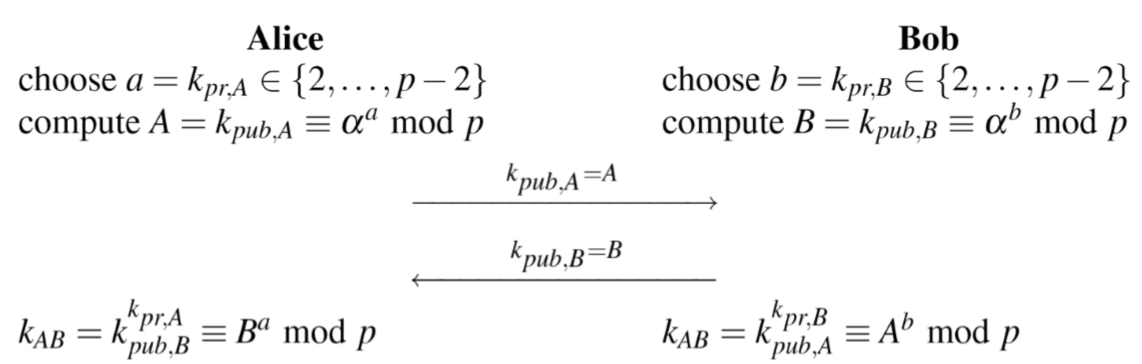 Alice
choose a = k_{pr,A} ∈ {2,...,p − 2}
compute A = k_{pub,A} ≡ α^a mod p
Bob
choose b = k_{pr,B} ∈ {2,...,p − 2}
compute B = k_{pub,B} ≡ α^b mod p
k_{pub,A}=A
k_{pub,B}=B
k_{AB} = k_{pub,B}^{k_{pr,A}} ≡ B^a mod p
k_{AB} = k_{pub,A}^{k_{pr,B}} ≡ A^b mod p